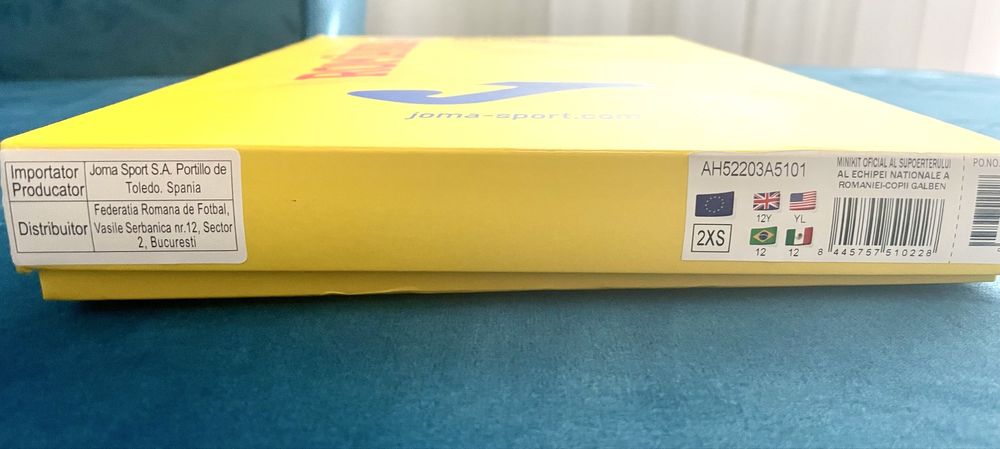 joma-sport.com
Importator
Producator
Joma Sport S.A. Portillo de
Toledo. Spania
Distribuitor
Federatia Romana de Fotbal,
Vasile Serbanica nr.12, Sector
2, Bucuresti
AH52203A5101
2XS
12Y
YL
12
12
MINIKIT OFICIAL AL SUPOERTERULUI
AL ECHIPEI NATIONALE A
ROMANIEI-COPII GALBEN
8 445757 510228
PO.NO.